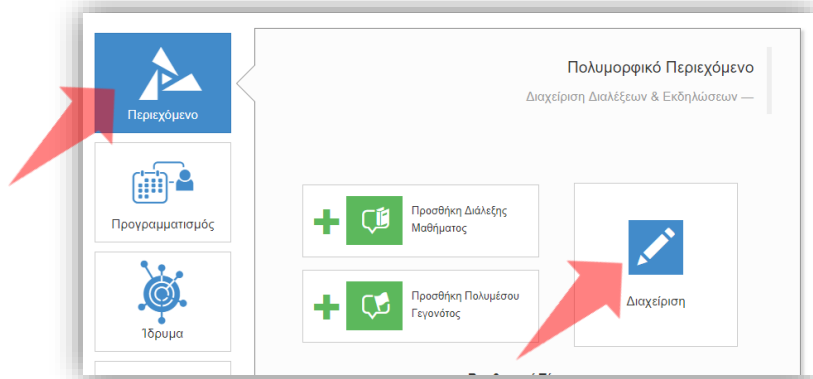 Περιεχόμενο
Προγραμματισμός
Ίδρυμα
Πολυμορφικό Περιεχόμενο
Διαχείριση Διαλέξεων & Εκδηλώσεων —
Προσθήκη Διάλεξης
Μαθήματος
Προσθήκη Πολυμέσου
Γεγονότος
Διαχείριση